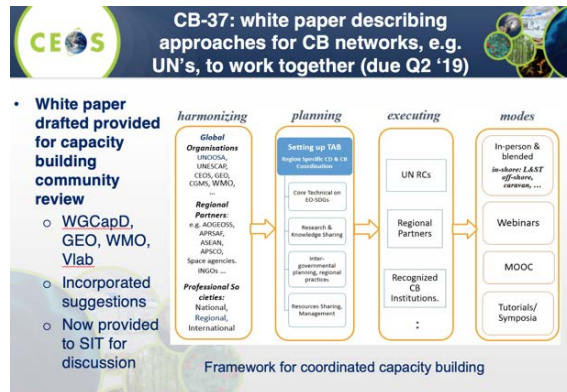 CEOS
CB-37: white paper describing
approaches for CB networks, e.g.
UN's, to work together (due Q2 ‘19)
• White paper
drafted provided
for capacity
building
community
review
o WGCapD,
GEO, WMO,
Vlab
o Incorporated
suggestions
o Now provided
to SIT for
discussion
harmonizing
Global
Organisations
UNOOSA,
UNESCAP,
CEOS, GEO,
CGMS, WMO,
...
Regional
Partners:
e.g. AOGEOSS,
APRSAF,
ASEAN,
APSCO,
Space agencies.
INGOs ...
Professional So
cieties:
National,
Regional,
International
planning
Setting up TAB
Region Specific CD & CB
Coordination
Core Technical on
EO-SDGs
Research &
Knowledge Sharing
Inter-
governmental
planning, regional
practices
Resources Sharing,
Management
executing
UN RCs
Regional
Partners
Recognized
CB
Institutions.
:
modes
In-person &
blended
in-shore: L&ST
off-shore,
caravan, ...
Webinars
MOOC
Tutorials/
Symposia
Framework for coordinated capacity building